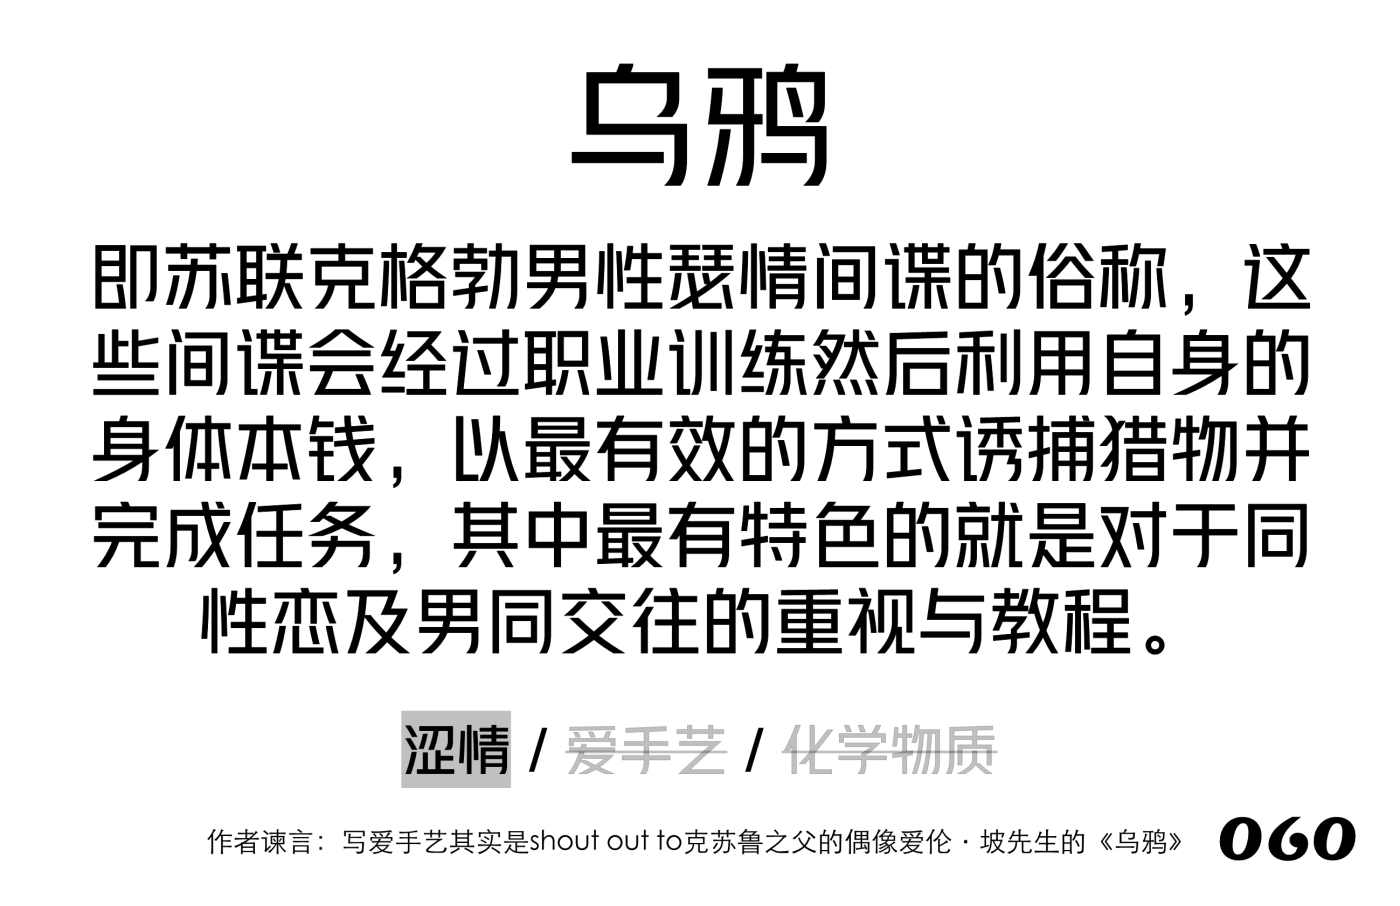 乌鸦
即苏联克格勃男性瑟情间谍的俗称，这
些间谍会经过职业训练然后利用自身的
身体本钱，以最有效的方式诱捕猎物并
完成任务，其中最有特色的就是对于同
性恋及男同交往的重视与教程。
涩情 / 爱手艺 / 化学物质
作者谏言：写爱手艺其实是shout out to克苏鲁之父的偶像爱伦·坡先生的《乌鸦》 060